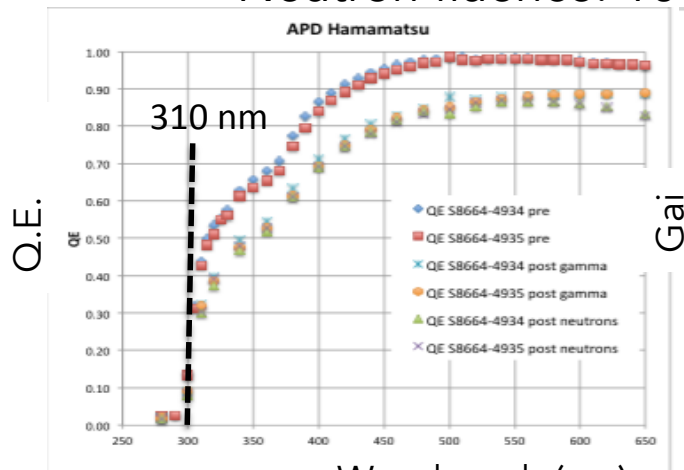 APD Hamamatsu
1.00
0.90
0.80
0.70
0.60
0.50
0.40
0.30
0.20
0.10
0.00
310 nm
Q.E.
QE
Gai
QE S8664-4934 pre
QE S8664-4935 pre
QE S8664-4934 post gamma
QE S8664-4935 post gamma
QE S8664-4934 post neutrons
QE S8664-4935 post neutrons
250 300 350 400 450 500 550 600 650